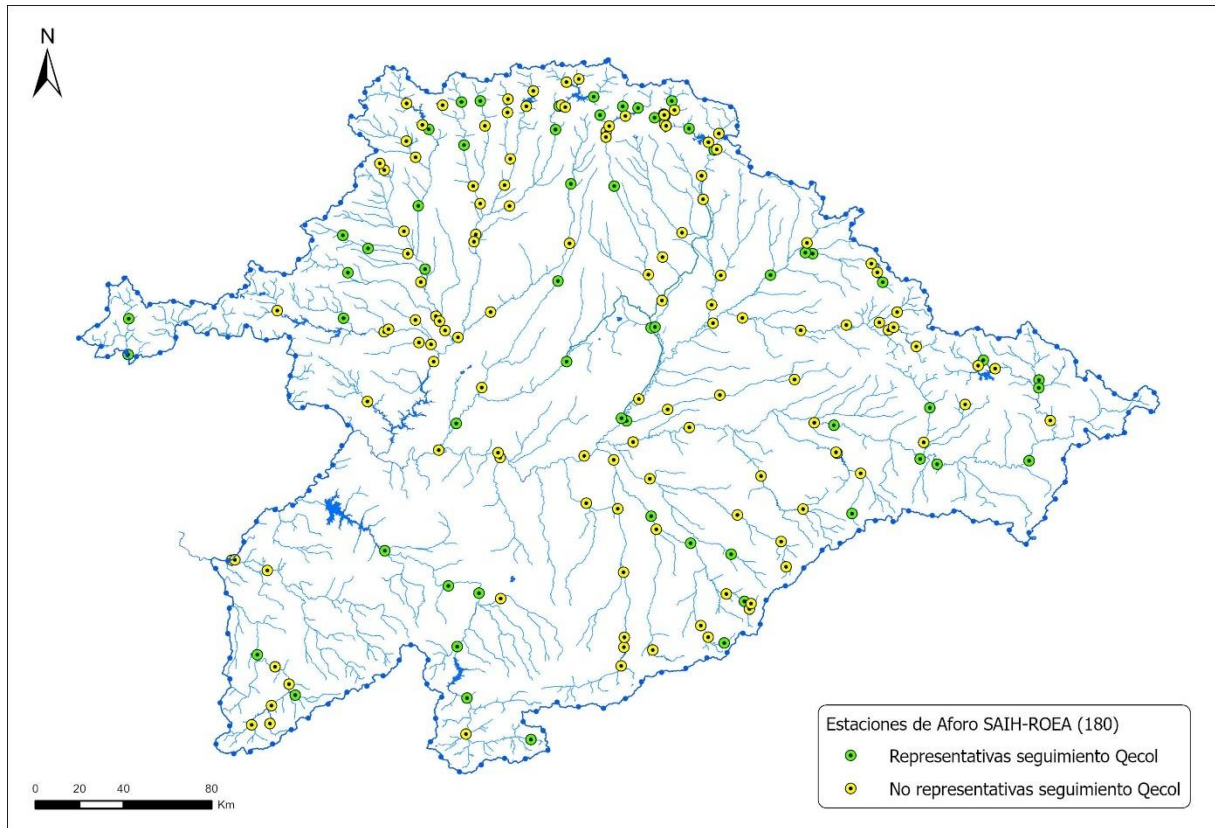 N
Estaciones de Aforo SAIH-ROEA (180)
Representativas seguimiento Qecol
No representativas seguimiento Qecol
0 20 40 80
Km